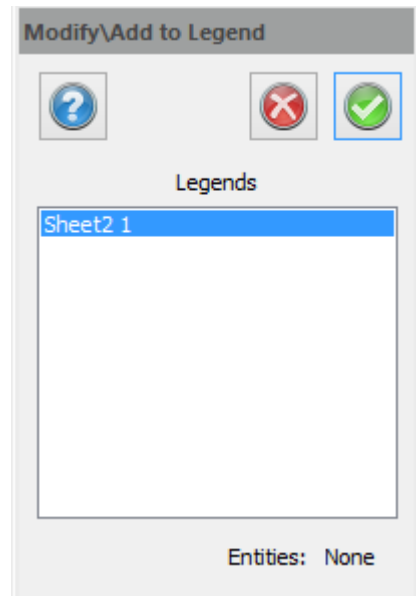 Modify\Add to Legend
?
Legends
Sheet2 1
Entities: None